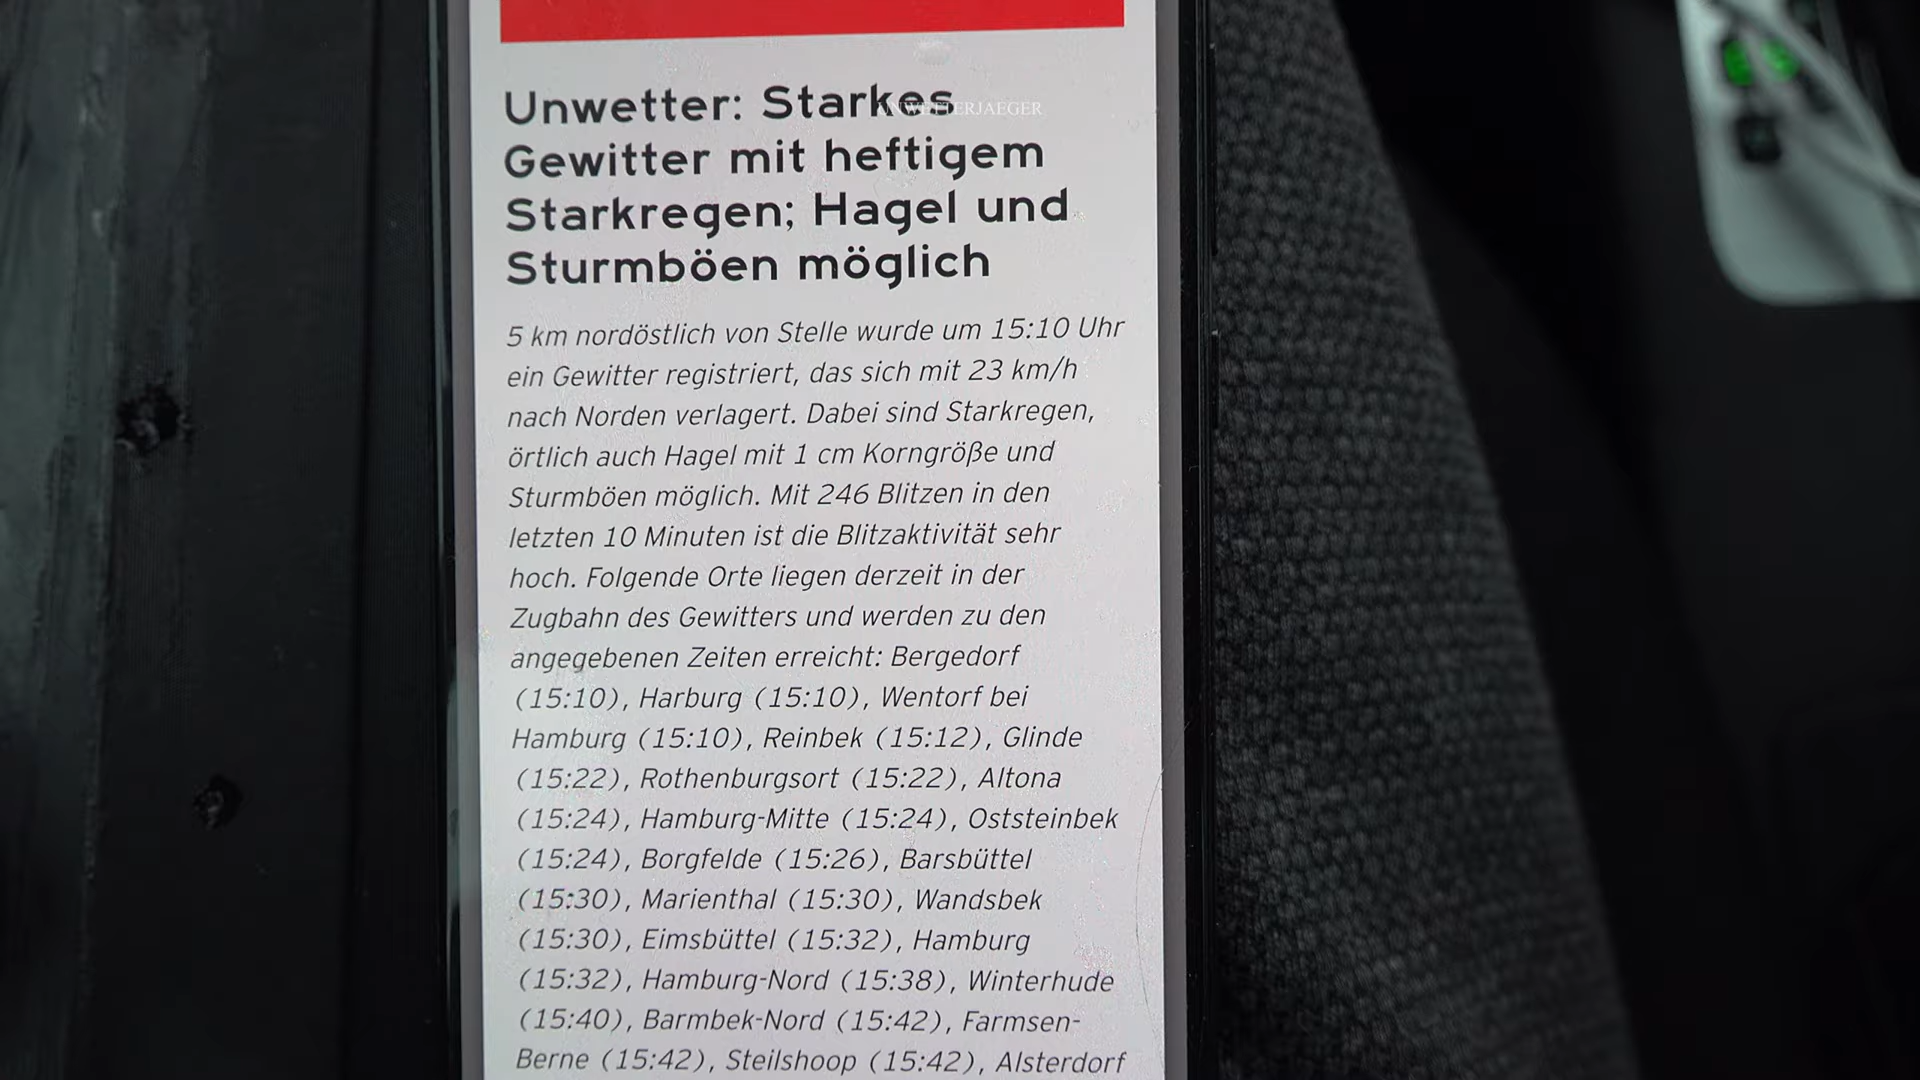 Unwetter: Starkes
Gewitter mit heftigem
Starkregen; Hagel und
Sturmböen möglich
5 km nordöstlich von Stelle wurde um 15:10 Uhr
ein Gewitter registriert, das sich mit 23 km/h
nach Norden verlagert. Dabei sind Starkregen,
örtlich auch Hagel mit 1 cm Korngröße und
Sturmböen möglich. Mit 246 Blitzen in den
letzten 10 Minuten ist die Blitzaktivität sehr
hoch. Folgende Orte liegen derzeit in der
Zugbahn des Gewitters und werden zu den
angegebenen Zeiten erreicht: Bergedorf
(15:10), Harburg (15:10), Wentorf bei
Hamburg (15:10), Reinbek (15:12), Glinde
(15:22), Rothenburgsort (15:22), Altona
(15:24), Hamburg-Mitte (15:24), Oststeinbek
(15:24), Borgfelde (15:26), Barsbüttel
(15:30), Marienthal (15:30), Wandsbek
(15:30), Eimsbüttel (15:32), Hamburg
(15:32), Hamburg-Nord (15:38), Winterhude
(15:40), Barmbek-Nord (15:42), Farmsen-
Berne (15:42), Steilshoop (15:42), Alsterdorf
UNWETTERJAEGER